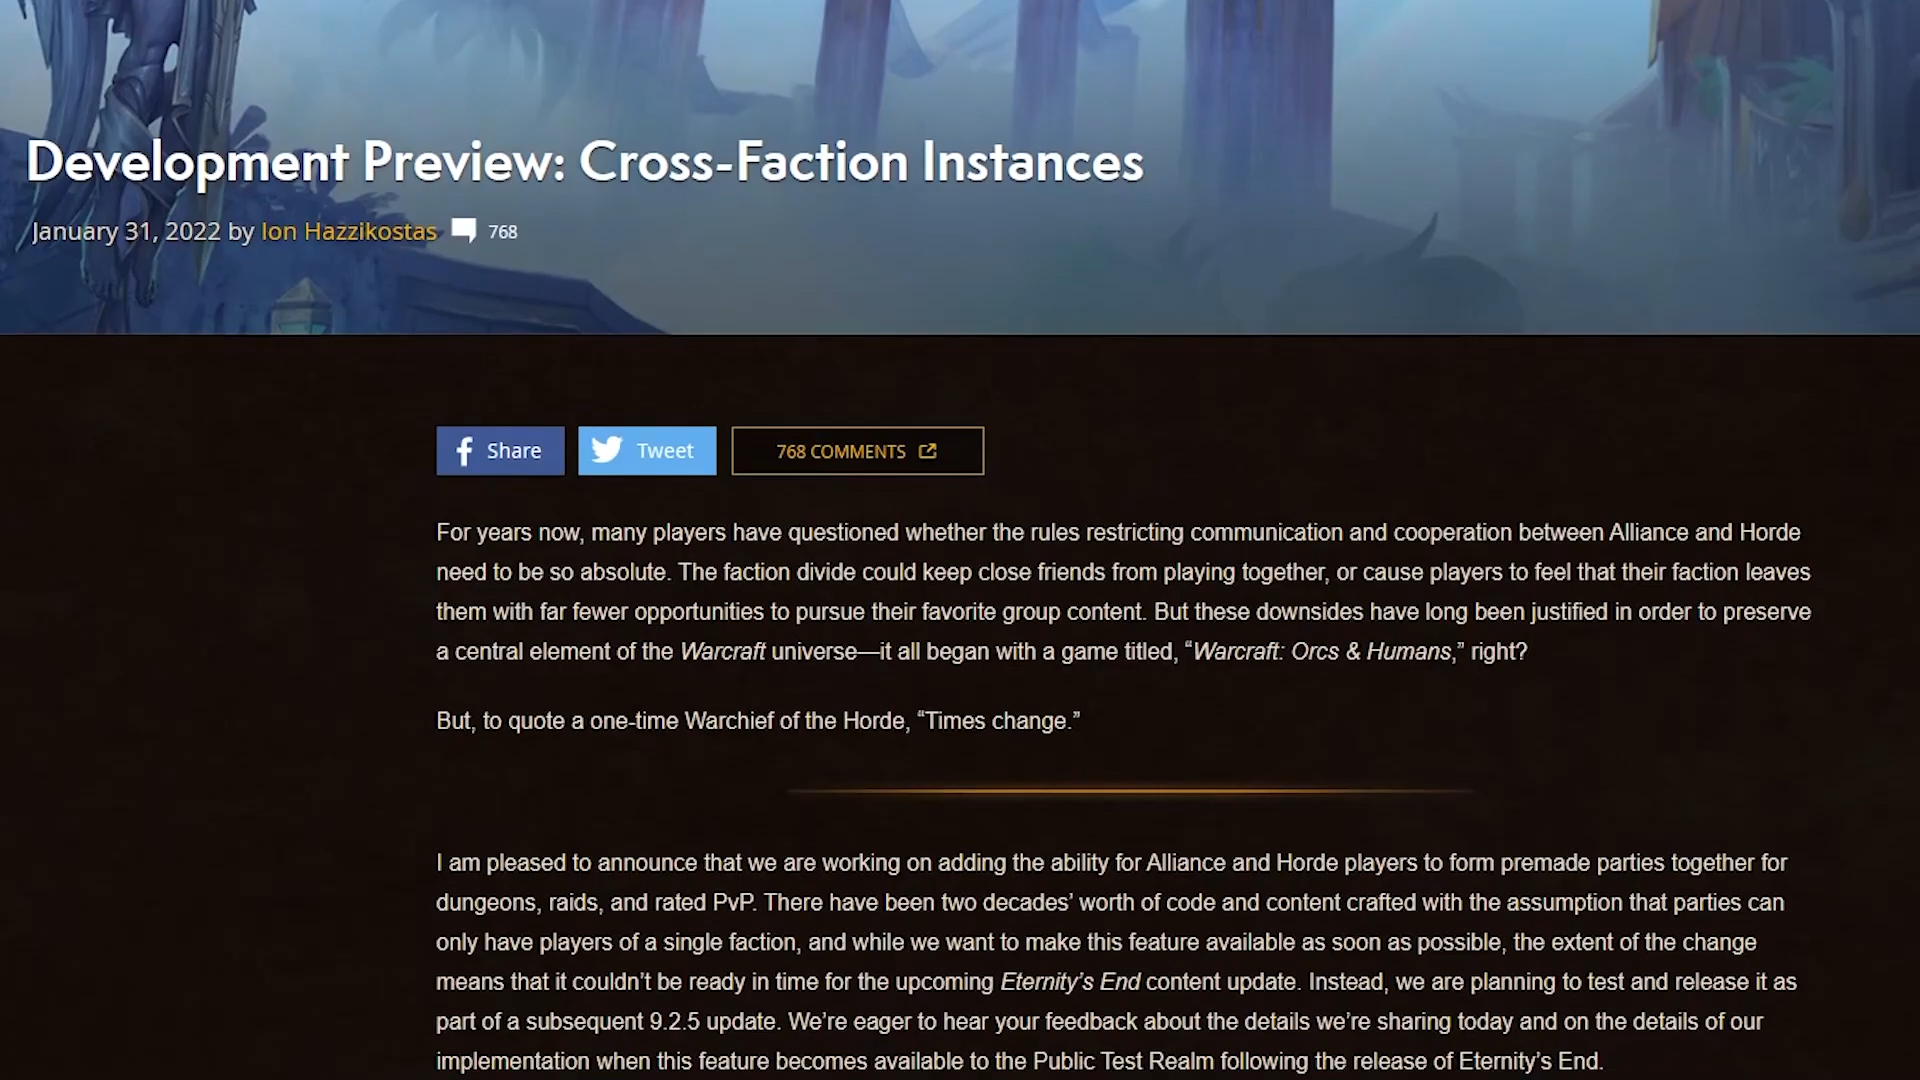 Development Preview: Cross-Faction Instances
January 31, 2022 by Ion Hazzikostas 768
Share Tweet 768 COMMENTS
For years now, many players have questioned whether the rules restricting communication and cooperation between Alliance and Horde
need to be so absolute. The faction divide could keep close friends from playing together, or cause players to feel that their faction leaves
them with far fewer opportunities to pursue their favorite group content. But these downsides have long been justified in order to preserve
a central element of the Warcraft universe—it all began with a game titled, “Warcraft: Orcs & Humans,” right?
But, to quote a one-time Warchief of the Horde, “Times change.”
I am pleased to announce that we are working on adding the ability for Alliance and Horde players to form premade parties together for
dungeons, raids, and rated PvP. There have been two decades’ worth of code and content crafted with the assumption that parties can
only have players of a single faction, and while we want to make this feature available as soon as possible, the extent of the change
means that it couldn’t be ready in time for the upcoming Eternity’s End content update. Instead, we are planning to test and release it as
part of a subsequent 9.2.5 update. We’re eager to hear your feedback about the details we’re sharing today and on the details of our
implementation when this feature becomes available to the Public Test Realm following the release of Eternity’s End.